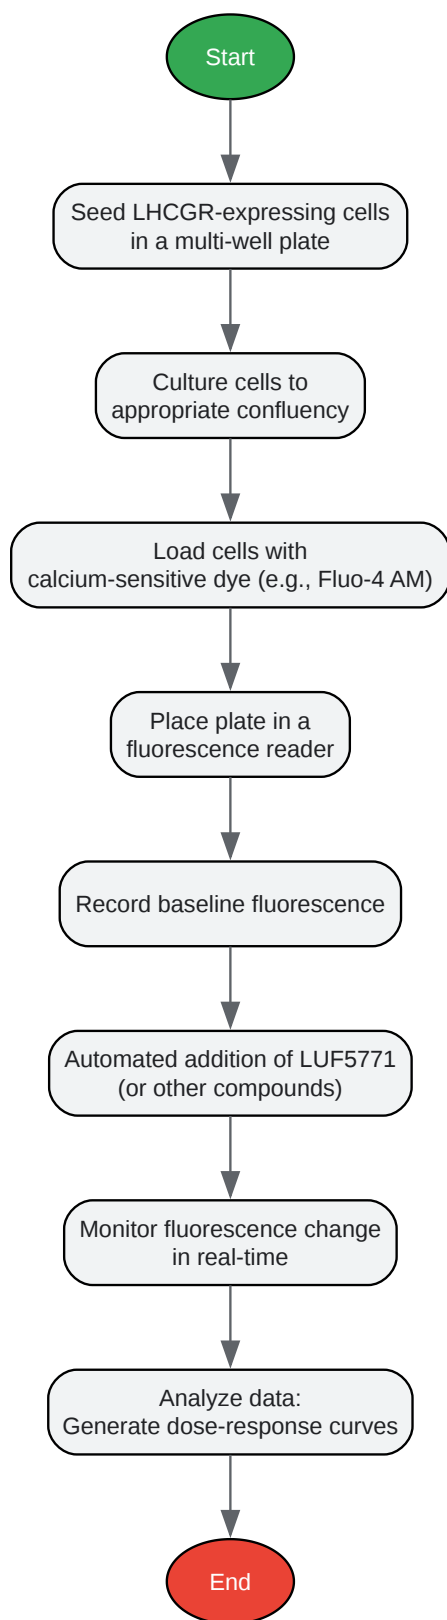 Start
Seed LHCGR-expressing cells
in a multi-well plate
Culture cells to
appropriate confluency
Load cells with
calcium-sensitive dye (e.g., Fluo-4 AM)
Place plate in a
fluorescence reader
Record baseline fluorescence
Automated addition of LUF5771
(or other compounds)
Monitor fluorescence change
in real-time
Analyze data:
Generate dose-response curves
End